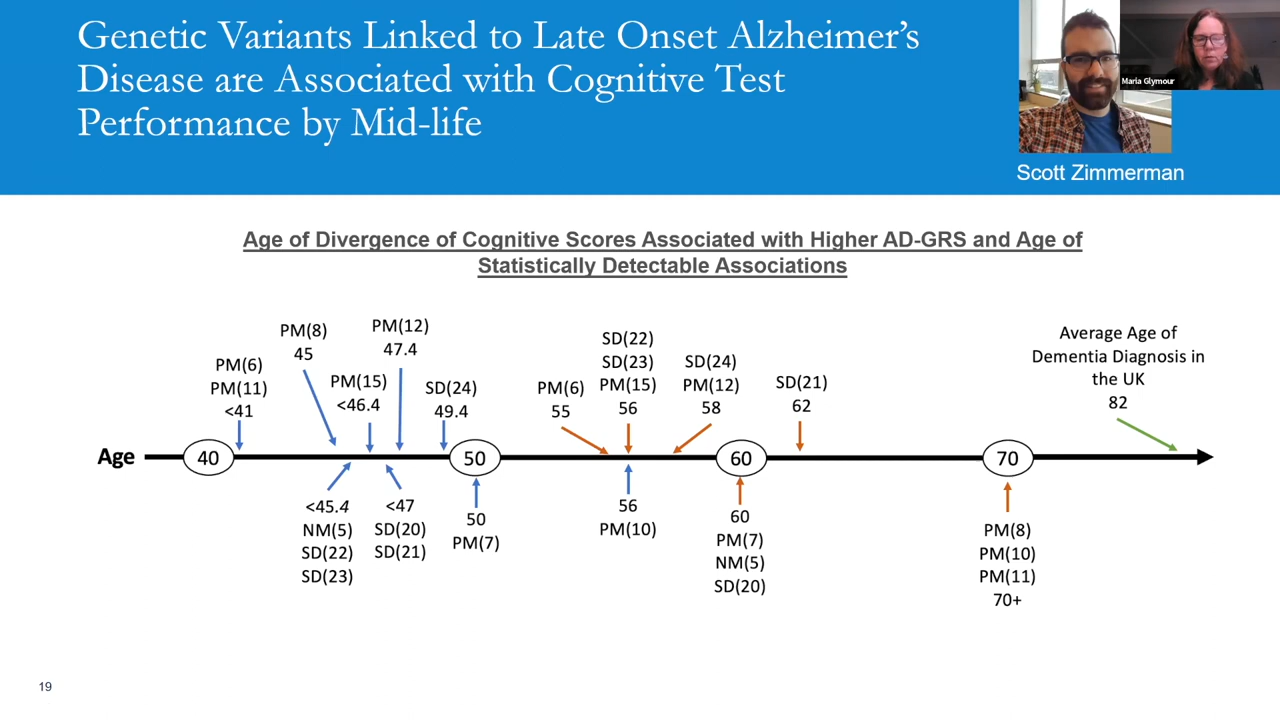 Genetic Variants Linked to Late Onset Alzheimer's
Disease are Associated with Cognitive Test
Performance by Mid-life
Maria Glymour
Scott Zimmerman
Age of Divergence of Cognitive Scores Associated with Higher AD-GRS and Age of
Statistically Detectable Associations
PM(6)
PM(11)
<41
PM(8)
45
PM(15)
<46.4
PM(12)
47.4
SD(24)
49.4
PM(6)
55
SD(22)
SD(23)
PM(15)
56
SD(24)
PM(12)
58
SD(21)
62
Average Age of
Dementia Diagnosis in
the UK
82
Age
40
50
60
70
<45.4
NM(5)
SD(22)
SD(23)
<47
SD(20)
SD(21)
50
PM(7)
56
PM(10)
60
PM(7)
NM(5)
SD(20)
PM(8)
PM(10)
PM(11)
70+
19